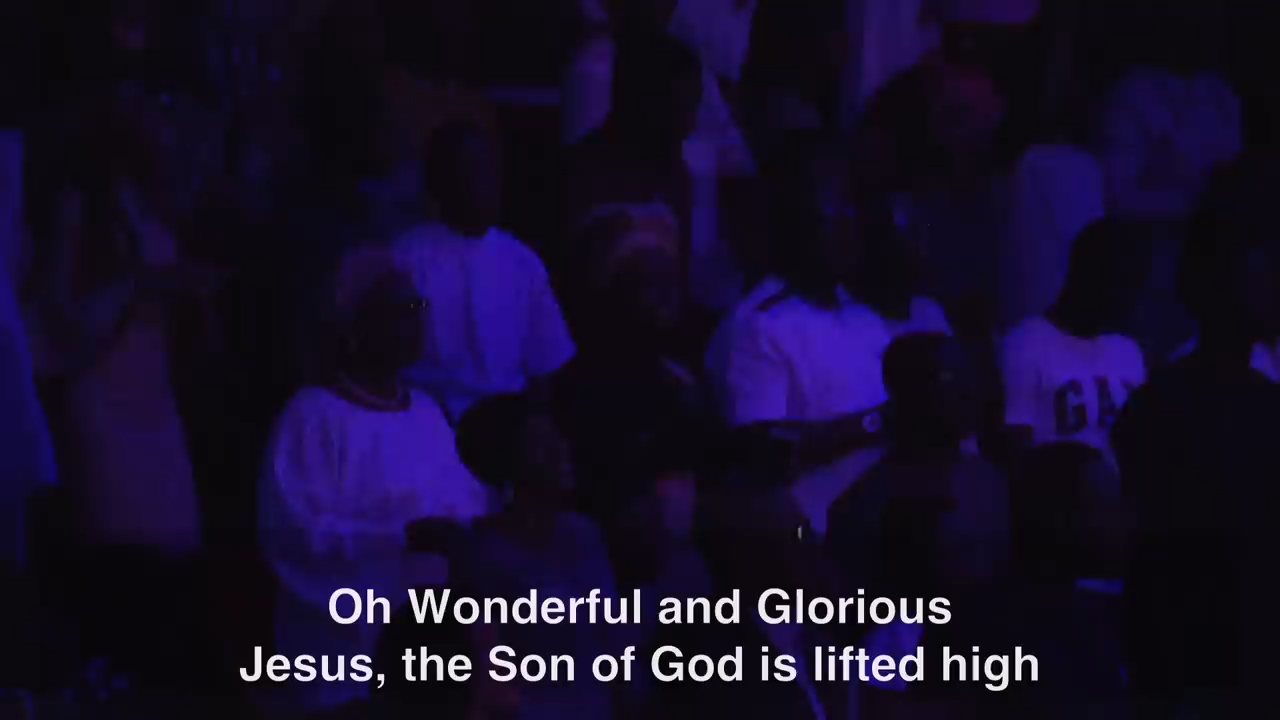 Oh Wonderful and Glorious
Jesus, the Son of God is lifted high